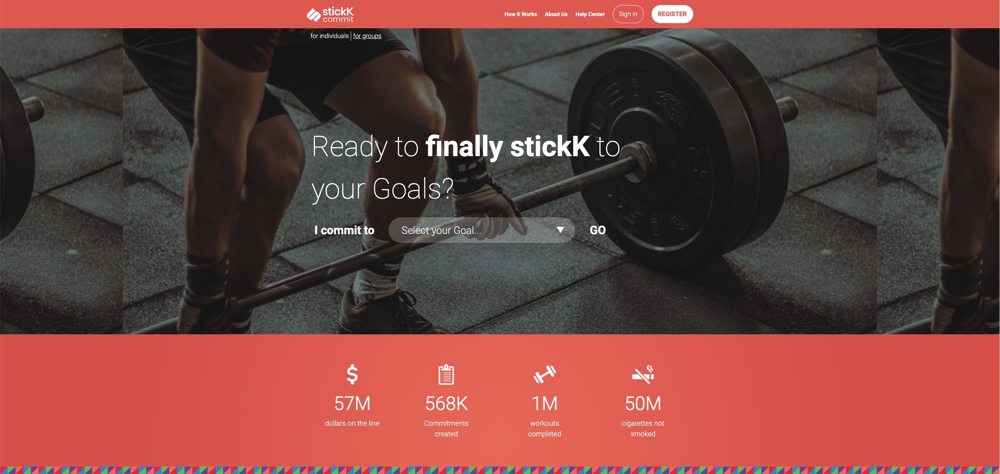 stickK
commit
How it Works
About Us
Help Center
Sign in
REGISTER
for individuals
for groups
Ready to finally stickK to
your Goals?
I commit to
Select your Goal...
GO
57M
dollars on the line
568K
Commitments
created
1M
workouts
completed
50M
cigarettes not
smoked